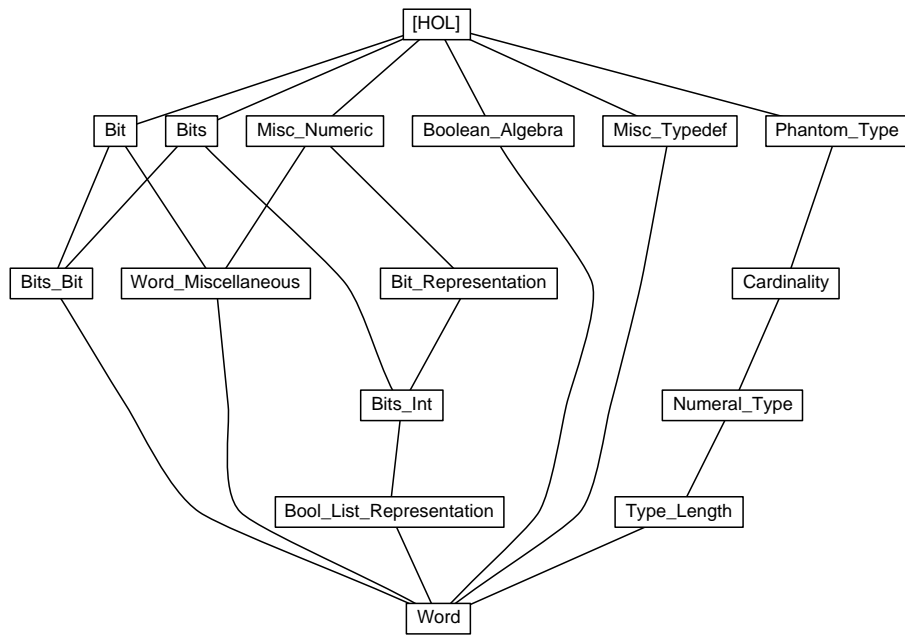 [HOL]
Bit
Bits
Misc_Numeric
Boolean_Algebra
Misc_Typedef
Phantom_Type
Bits_Bit
Word_Miscellaneous
Bit_Representation
Cardinality
Bits_Int
Numeral_Type
Bool_List_Representation
Type_Length
Word